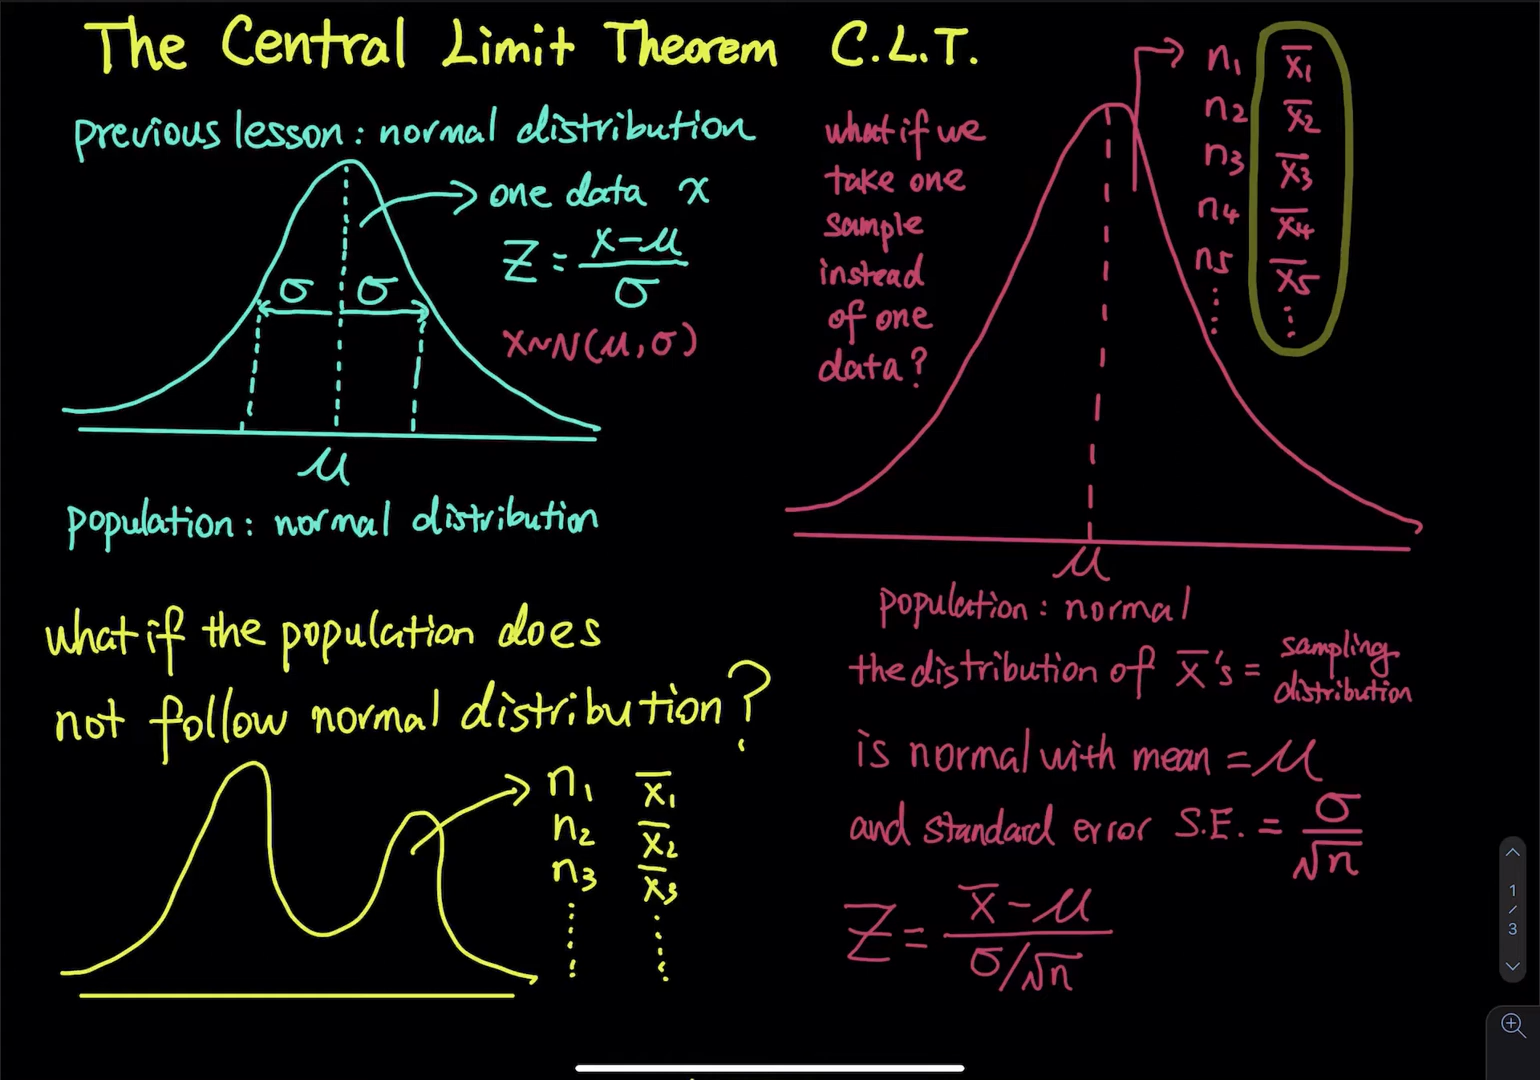 The Central Limit Theorem C.L.T.
previous lesson: normal distribution
one data x
Z = (x-μ)/σ
σ σ
X~N(μ,σ)
μ
population: normal distribution
what if the population does
not follow normal distribution?
n₁ x̄₁
n₂ x̄₂
n₃ x̄₃
what if we
take one
sample
instead
of one
data?
n₁ x̄₁
n₂ x̄₂
n₃ x̄₃
n₄ x̄₄
n₅ x̄₅
μ
population: normal
the distribution of x̄'s = sampling distribution
is normal with mean = μ
and standard error S.E. = σ/√n
Z = (x̄-μ)/(σ/√n)
1
/
3